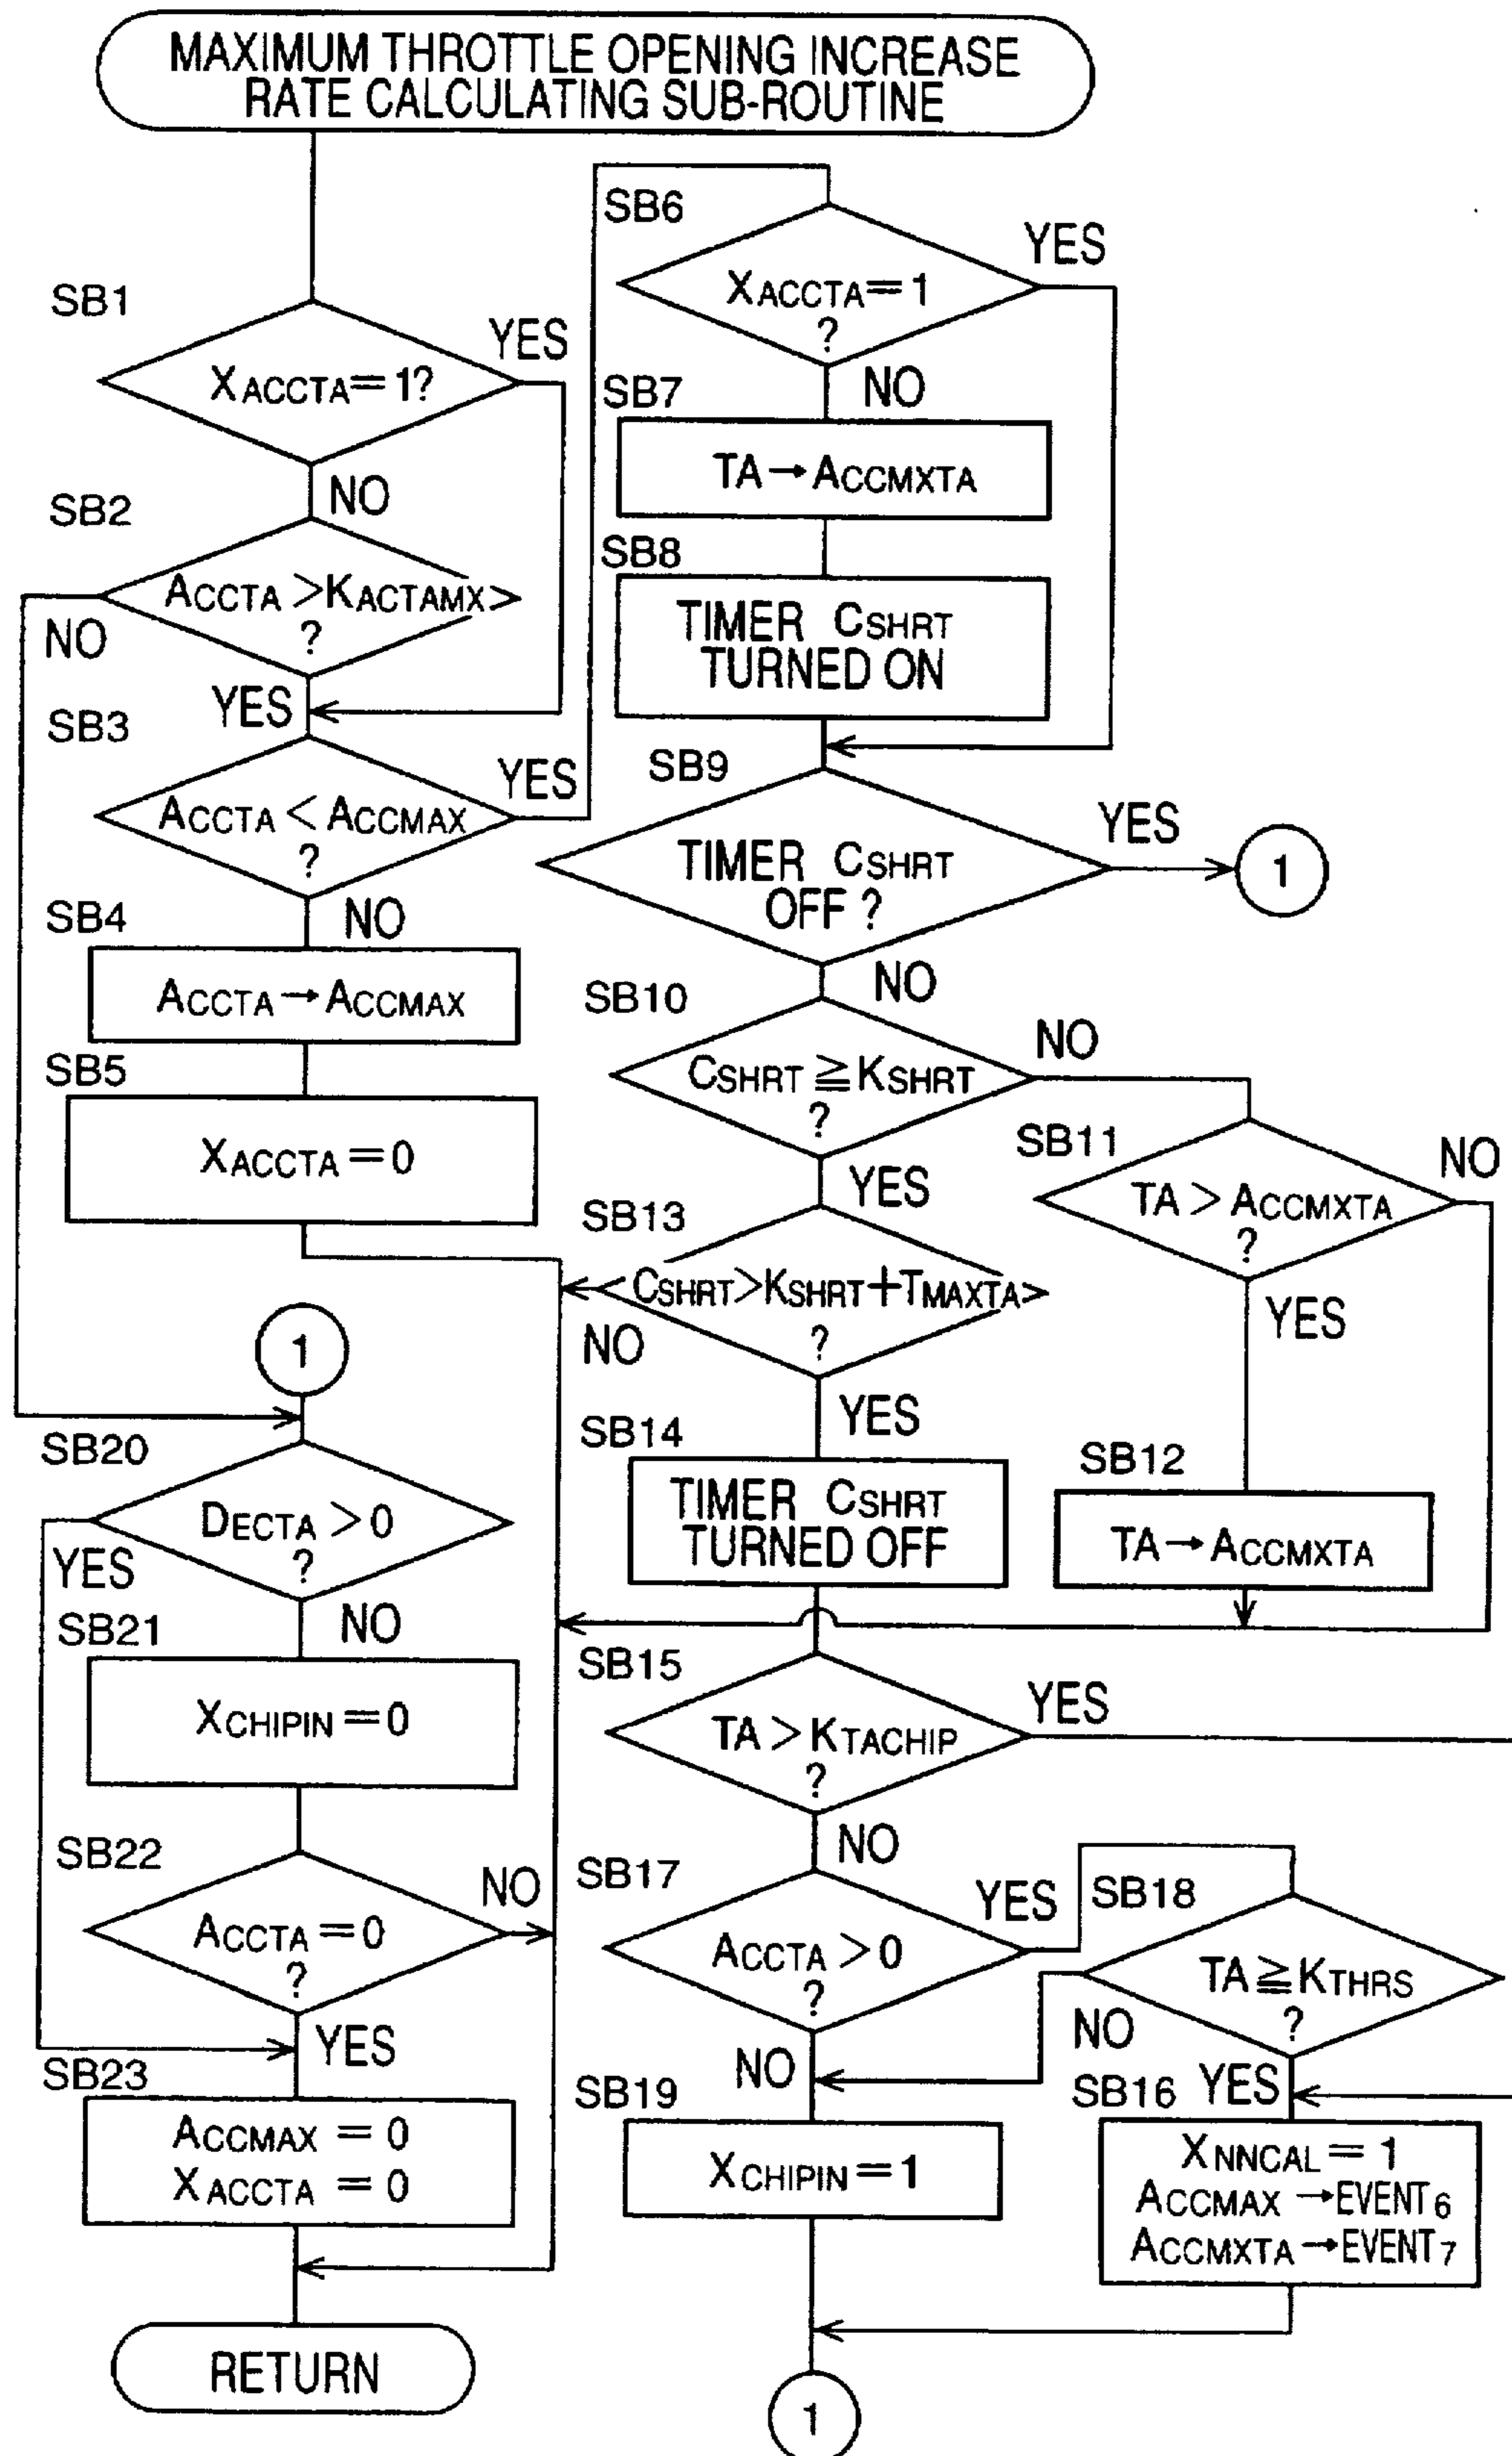 MAXIMUM THROTTLE OPENING INCREASE
RATE CALCULATING SUB-ROUTINE
SB1
XACCTA=1?
YES
NO
SB2
ACCTA>KACTAMX>
?
NO
YES
SB3
ACCTA<ACCMAX
?
YES
NO
SB4
ACCTA→ACCMAX
SB5
XACCTA=0
SB6
XACCTA=1
?
YES
NO
SB7
TA→ACCMXTA
SB8
TIMER CSHRT
TURNED ON
SB9
TIMER CSHRT
OFF ?
YES
1
NO
SB10
CSHRT≧KSHRT
?
NO
YES
SB11
TA>ACCMXTA
?
NO
YES
SB12
TA→ACCMXTA
SB13
CSHRT>KSHRT+TMAXTA>
?
NO
YES
SB14
TIMER CSHRT
TURNED OFF
SB15
TA>KTACHIP
?
YES
NO
SB17
ACCTA>0
?
YES
NO
SB18
TA≧KTHRS
?
NO
YES
SB16
XNNCAL=1
ACCMAX→EVENT6
ACCMXTA→EVENT7
SB19
XCHIPIN=1
1
1
SB20
DECTA>0
?
YES
NO
SB21
XCHIPIN=0
SB22
ACCTA=0
?
NO
YES
SB23
ACCMAX = 0
XACCTA = 0
RETURN